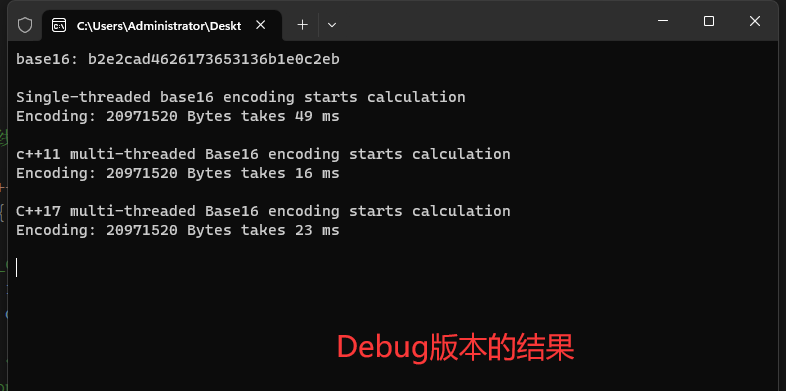 C:\Users\Administrator\Deskt
base16: b2e2cad4626173653136b1e0c2eb
Single-threaded base16 encoding starts calculation
Encoding: 20971520 Bytes takes 49 ms
c++11 multi-threaded Base16 encoding starts calculation
Encoding: 20971520 Bytes takes 16 ms
C++17 multi-threaded Base16 encoding starts calculation
Encoding: 20971520 Bytes takes 23 ms
Debug版本的结果